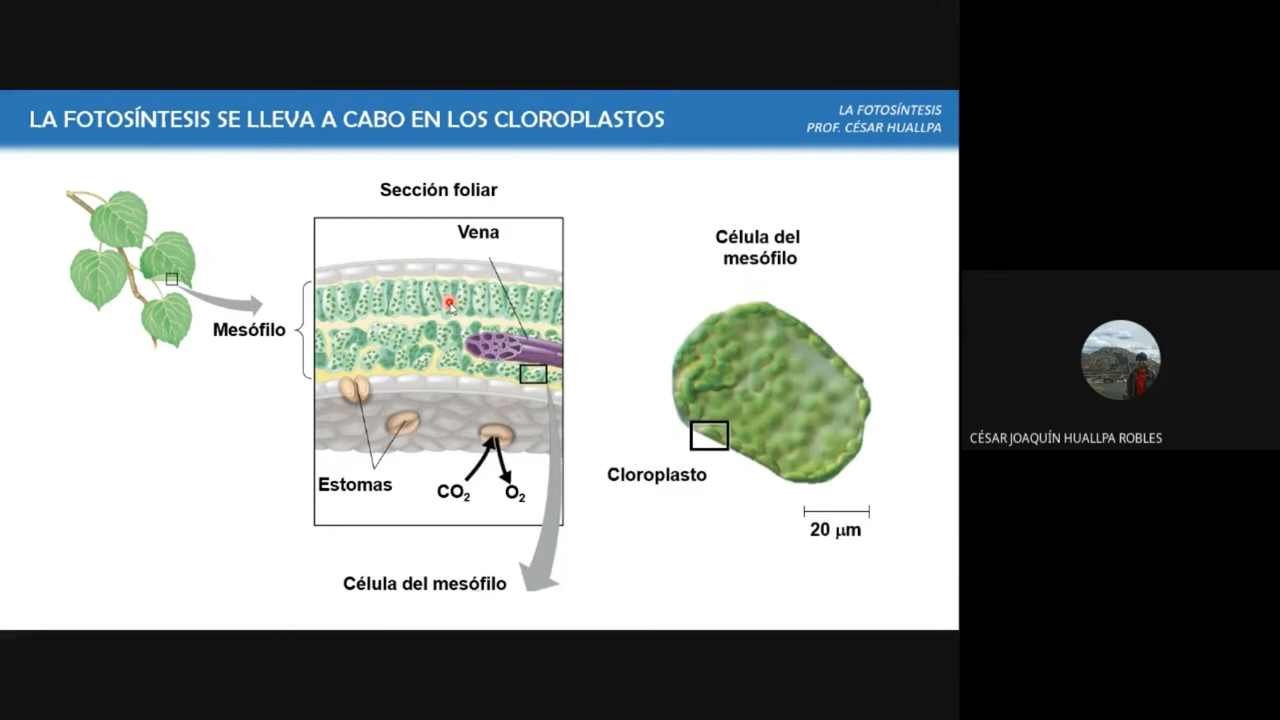 LA FOTOSÍNTESIS SE LLEVA A CABO EN LOS CLOROPLASTOS
LA FOTOSÍNTESIS
PROF. CÉSAR HUALLPA
Sección foliar
Vena
Mesófilo
Estomas
CO₂
O₂
Célula del mesófilo
Célula del
mesófilo
Cloroplasto
20 µm
CÉSAR JOAQUÍN HUALLPA ROBLES